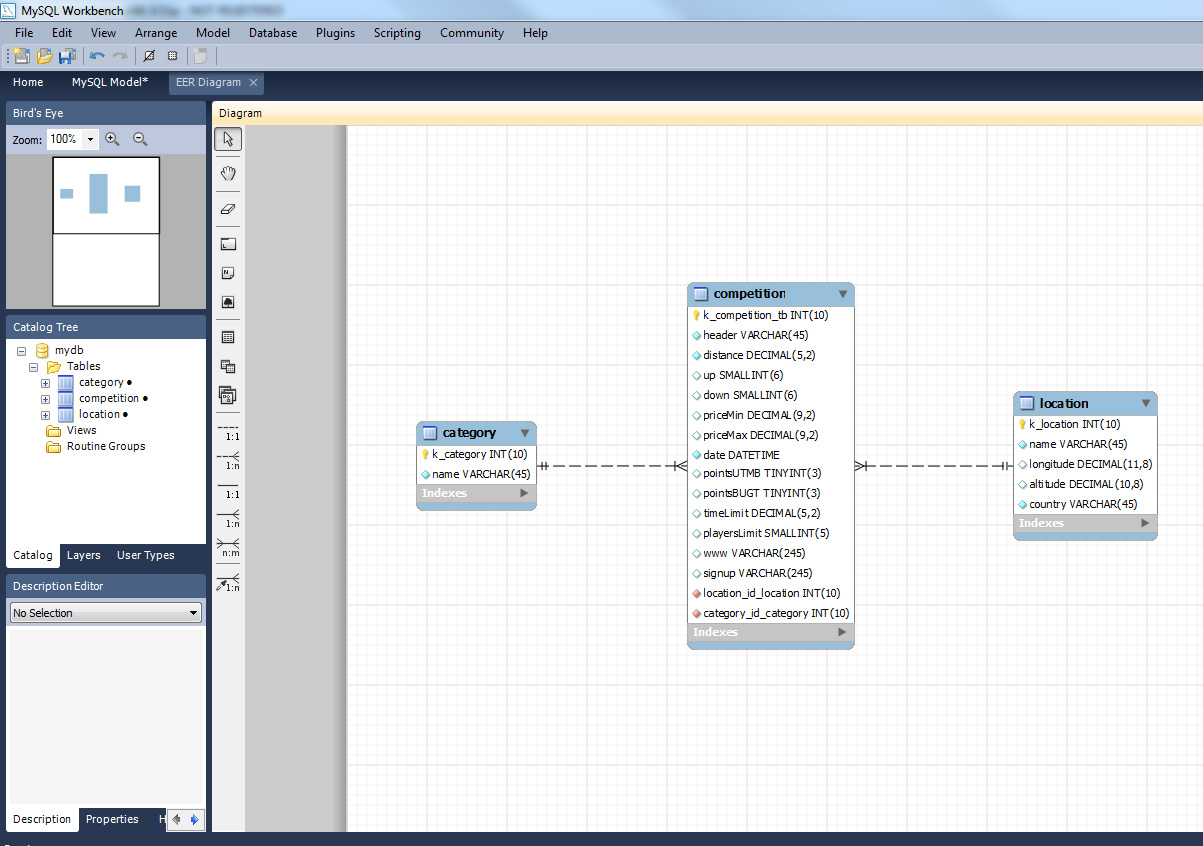 MySQL Workbench
File Edit View Arrange Model Database Plugins Scripting Community Help
Home MySQL Model* EER Diagram
Bird's Eye
Zoom: 100%
Catalog Tree
mydb
Tables
category
competition
location
Views
Routine Groups
Catalog Layers User Types
Description Editor
No Selection
Description Properties H
Diagram
1:1
1:n
1:1
1:n
n:m
1:n
category
k_category INT(10)
name VARCHAR(45)
Indexes
competition
k_competition_tb INT(10)
header VARCHAR(45)
distance DECIMAL(5,2)
up SMALLINT(6)
down SMALLINT(6)
priceMin DECIMAL(9,2)
priceMax DECIMAL(9,2)
date DATETIME
pointsUTMB TINYINT(3)
pointsBUGT TINYINT(3)
timeLimit DECIMAL(5,2)
playersLimit SMALLINT(5)
www VARCHAR(245)
signup VARCHAR(245)
location_id_location INT(10)
category_id_category INT(10)
Indexes
location
k_location INT(10)
name VARCHAR(45)
longitude DECIMAL(11,8)
altitude DECIMAL(10,8)
country VARCHAR(45)
Indexes